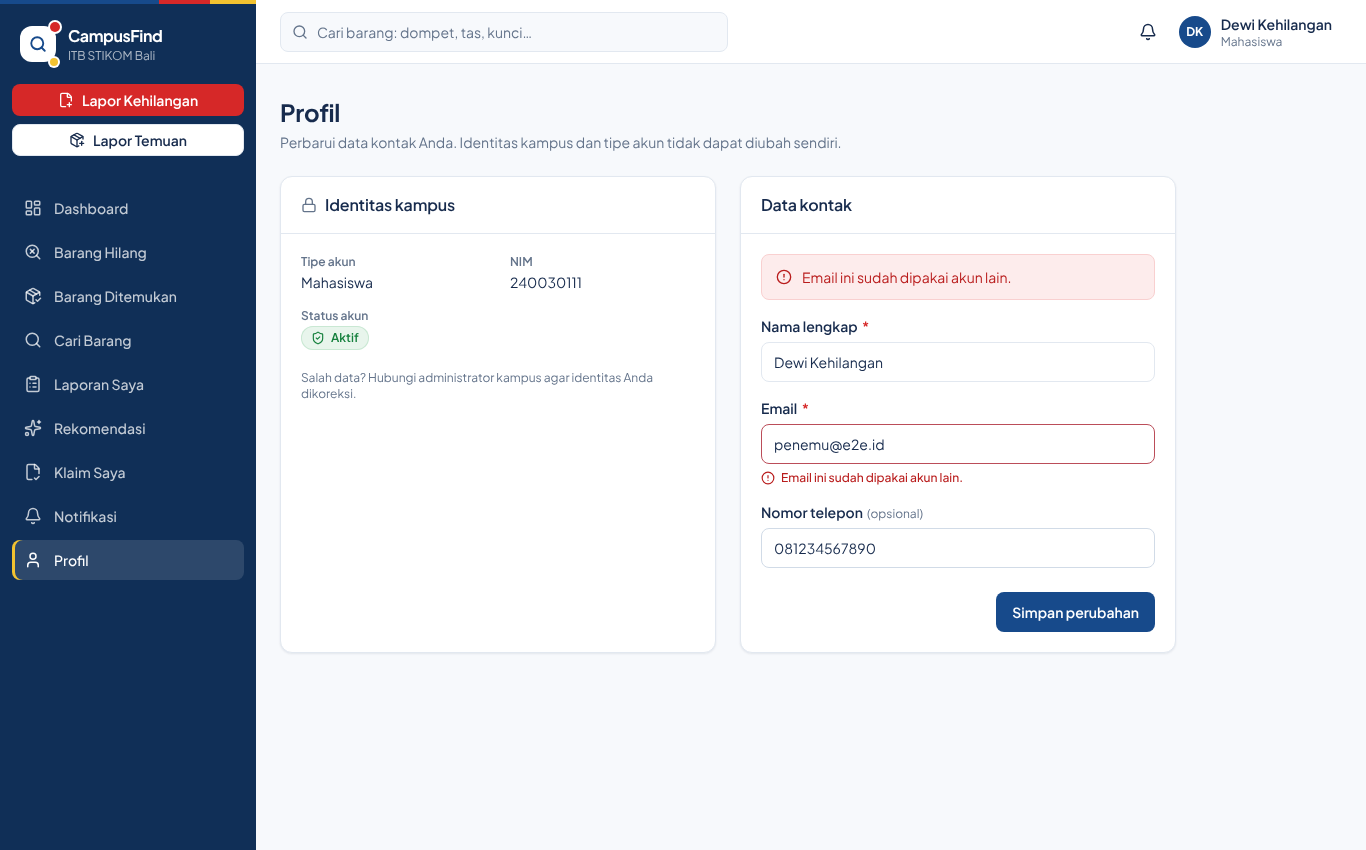 CampusFind
ITB STIKOM Bali
Lapor Kehilangan
Lapor Temuan
Dashboard
Barang Hilang
Barang Ditemukan
Cari Barang
Laporan Saya
Rekomendasi
Klaim Saya
Notifikasi
Profil
Cari barang: dompet, tas, kunci...
DK
Dewi Kehilangan
Mahasiswa
Profil
Perbarui data kontak Anda. Identitas kampus dan tipe akun tidak dapat diubah sendiri.
Identitas kampus
Tipe akun
Mahasiswa
NIM
240030111
Status akun
Aktif
Salah data? Hubungi administrator kampus agar identitas Anda
dikoreksi.
Data kontak
Email ini sudah dipakai akun lain.
Nama lengkap *
Dewi Kehilangan
Email *
penemu@e2e.id
Email ini sudah dipakai akun lain.
Nomor telepon (opsional)
081234567890
Simpan perubahan